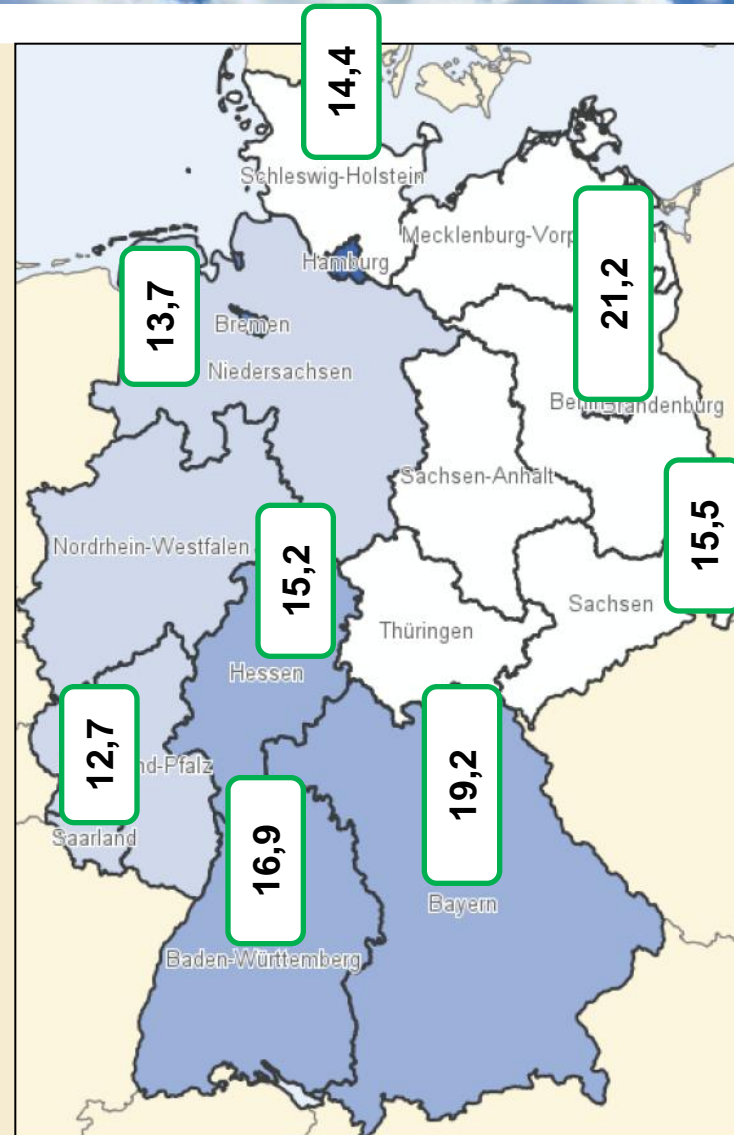 14,4
Schleswig-Holstein
Mecklenburg-Vorp
Hamburg
13,7
21,2
Bremen
Niedersachsen
Brandenburg
Sachsen-Anhalt
15,5
Nordrhein-Westfalen
15,2
Sachsen
Thüringen
Hessen
12,7
nd-Pfalz
19,2
Saarland
16,9
Bayern
Baden-Württemberg